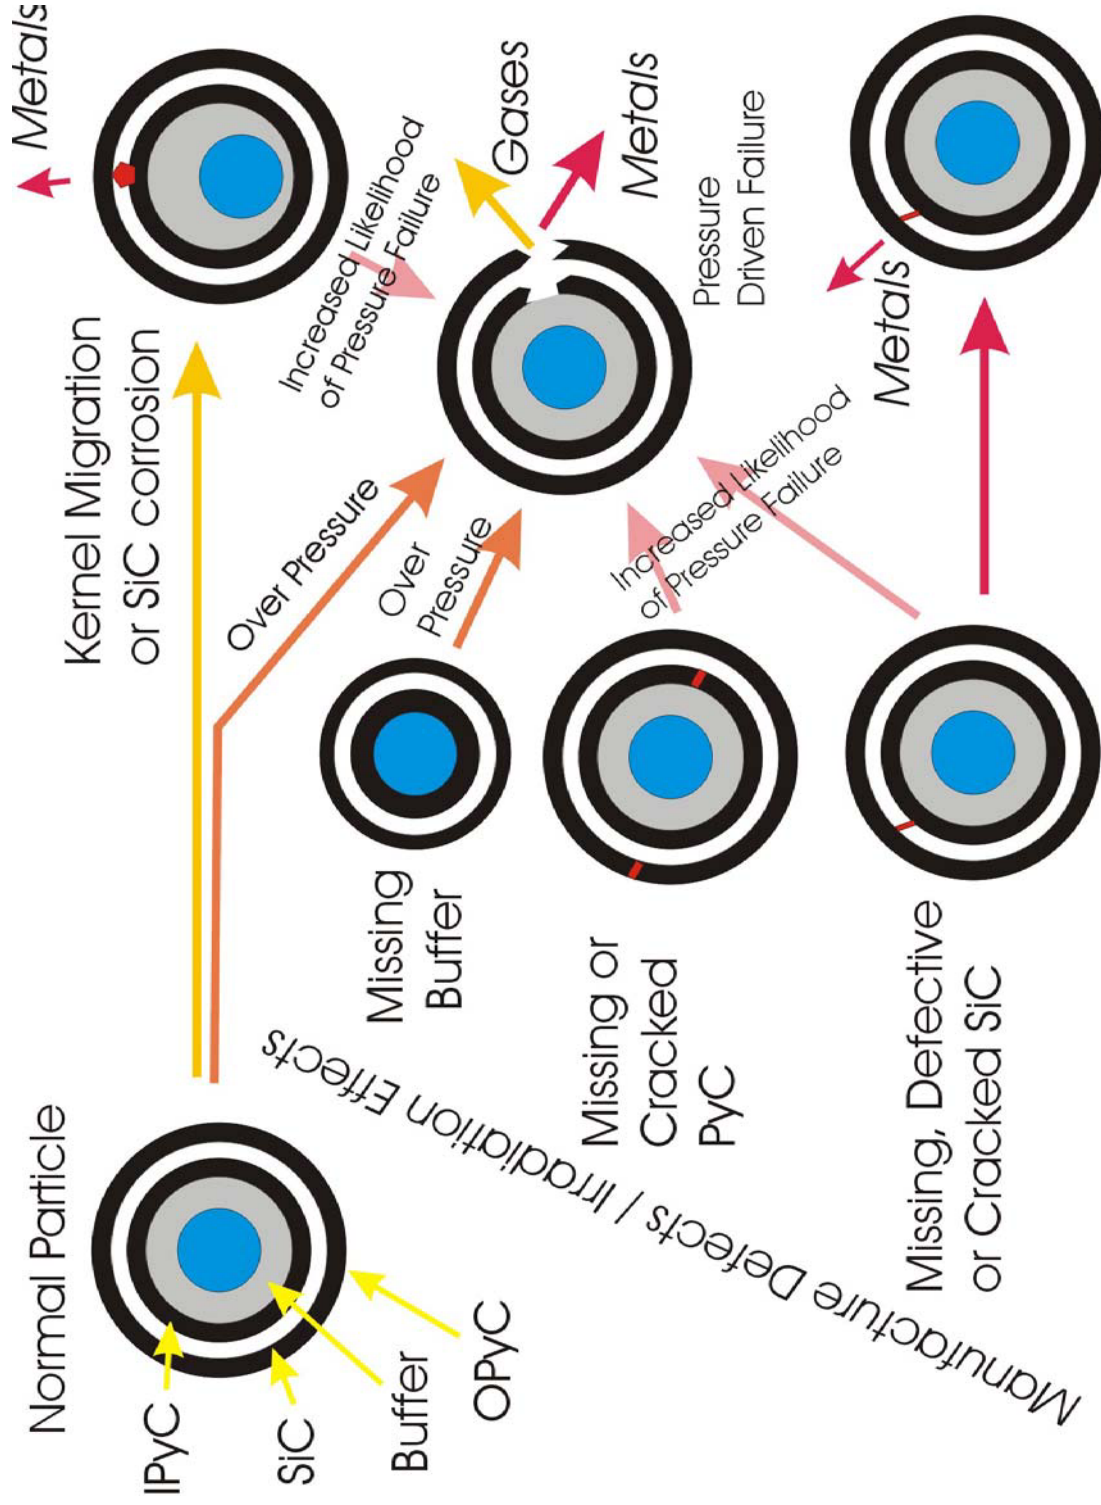 Normal Particle
IPyC
SiC
Buffer
OPyC
Kernel Migration
or SiC corrosion
Metals
Over Pressure
Increased Likelihood
of Pressure Failure
Manufacture Defects / Irradiation Effects
Missing
Buffer
Over
Pressure
Gases
Metals
Pressure
Driven Failure
Missing or
Cracked
PyC
Increased Likelihood
of Pressure Failure
Metals
Missing, Defective
or Cracked SiC